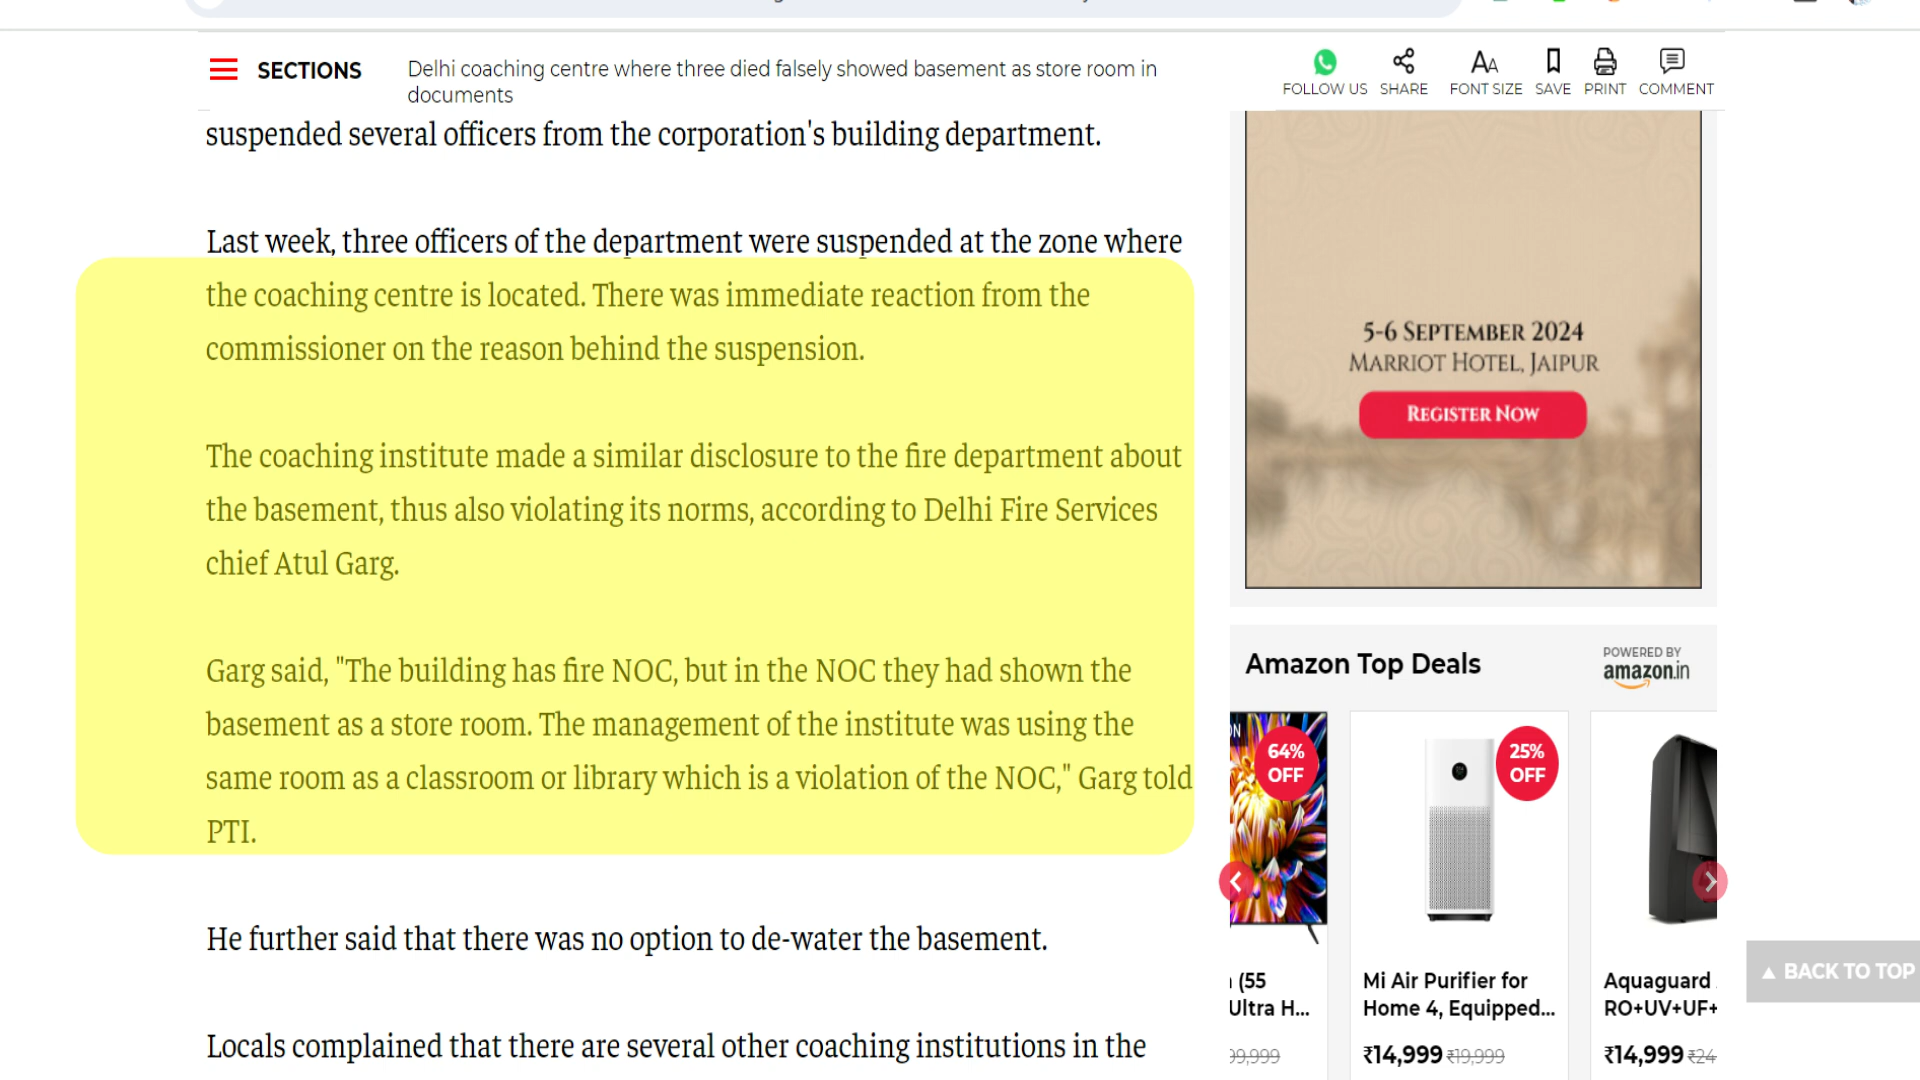 SECTIONS
Delhi coaching centre where three died falsely showed basement as store room in
documents
FOLLOW US
SHARE
FONT SIZE
SAVE
PRINT
COMMENT
suspended several officers from the corporation's building department.
Last week, three officers of the department were suspended at the zone where
the coaching centre is located. There was immediate reaction from the
commissioner on the reason behind the suspension.
The coaching institute made a similar disclosure to the fire department about
the basement, thus also violating its norms, according to Delhi Fire Services
chief Atul Garg.
Garg said, "The building has fire NOC, but in the NOC they had shown the
basement as a store room. The management of the institute was using the
same room as a classroom or library which is a violation of the NOC," Garg told
PTI.
He further said that there was no option to de-water the basement.
Locals complained that there are several other coaching institutions in the
5-6 September 2024
Marriot Hotel, Jaipur
Register Now
Amazon Top Deals
POWERED BY
amazon.in
64%
OFF
25%
OFF
(55
Ultra H...
Mi Air Purifier for
Home 4, Equipped...
₹14,999 ₹19,999
Aquaguard
RO+UV+UF+
₹14,999
▲ BACK TO TOP